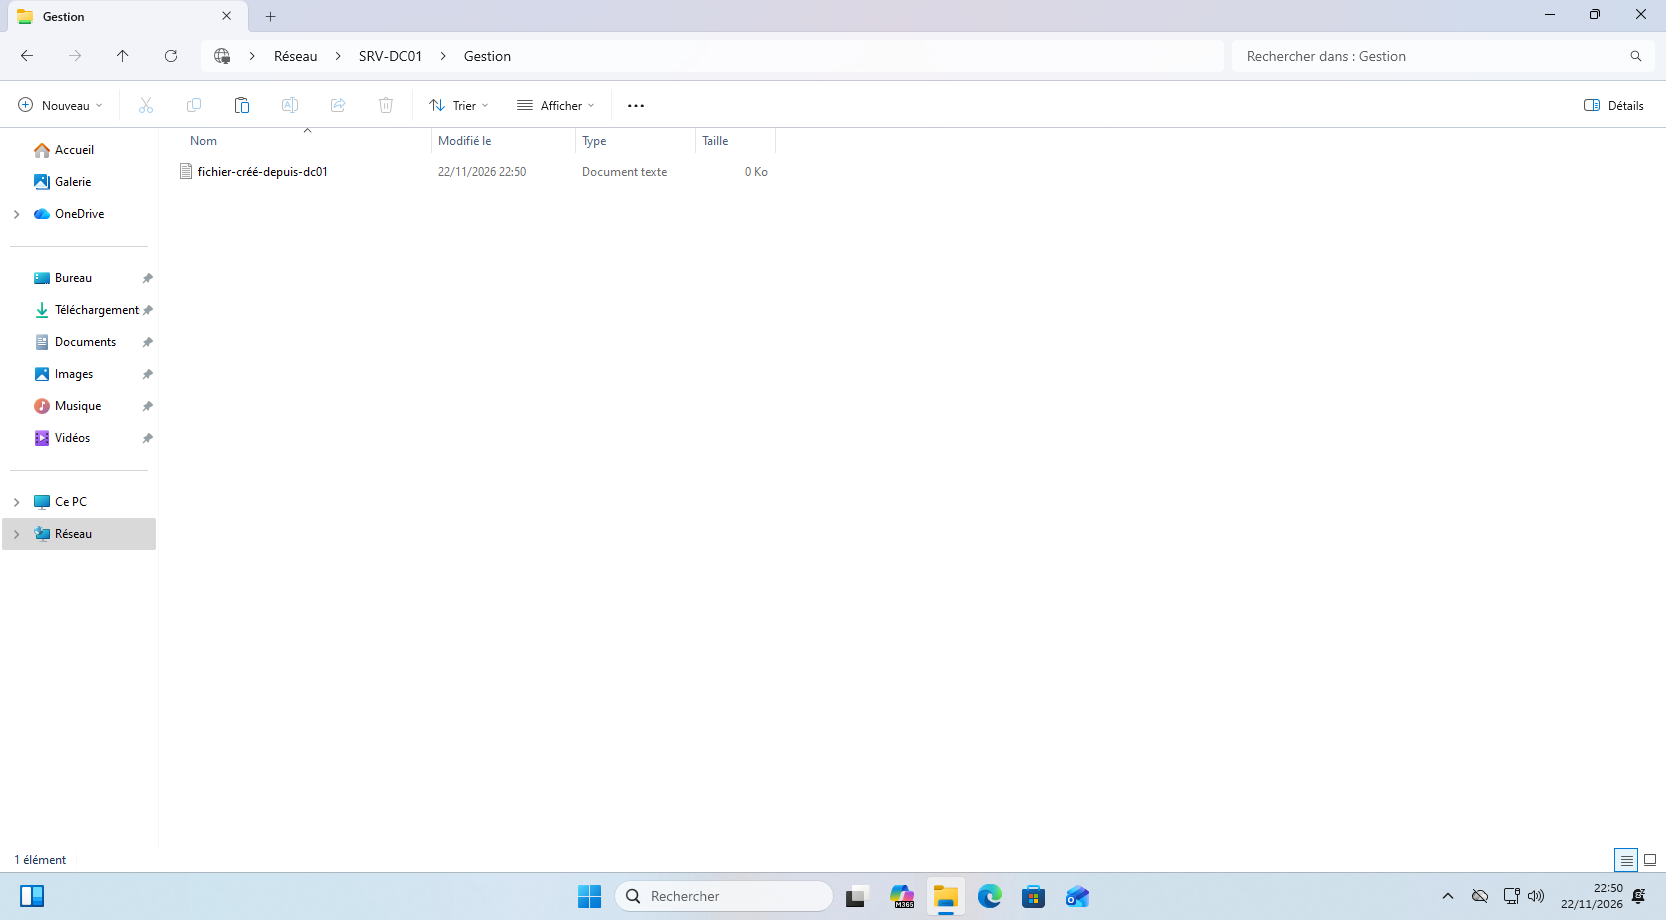 Gestion
Réseau
SRV-DC01
Gestion
Rechercher dans : Gestion
Nouveau
Trier
Afficher
Détails
Accueil
Galerie
OneDrive
Bureau
Téléchargement
Documents
Images
Musique
Vidéos
Ce PC
Réseau
Nom
Modifié le
Type
Taille
fichier-créé-depuis-dc01
22/11/2026 22:50
Document texte
0 Ko
1 élément
Rechercher
M365
22:50
22/11/2026